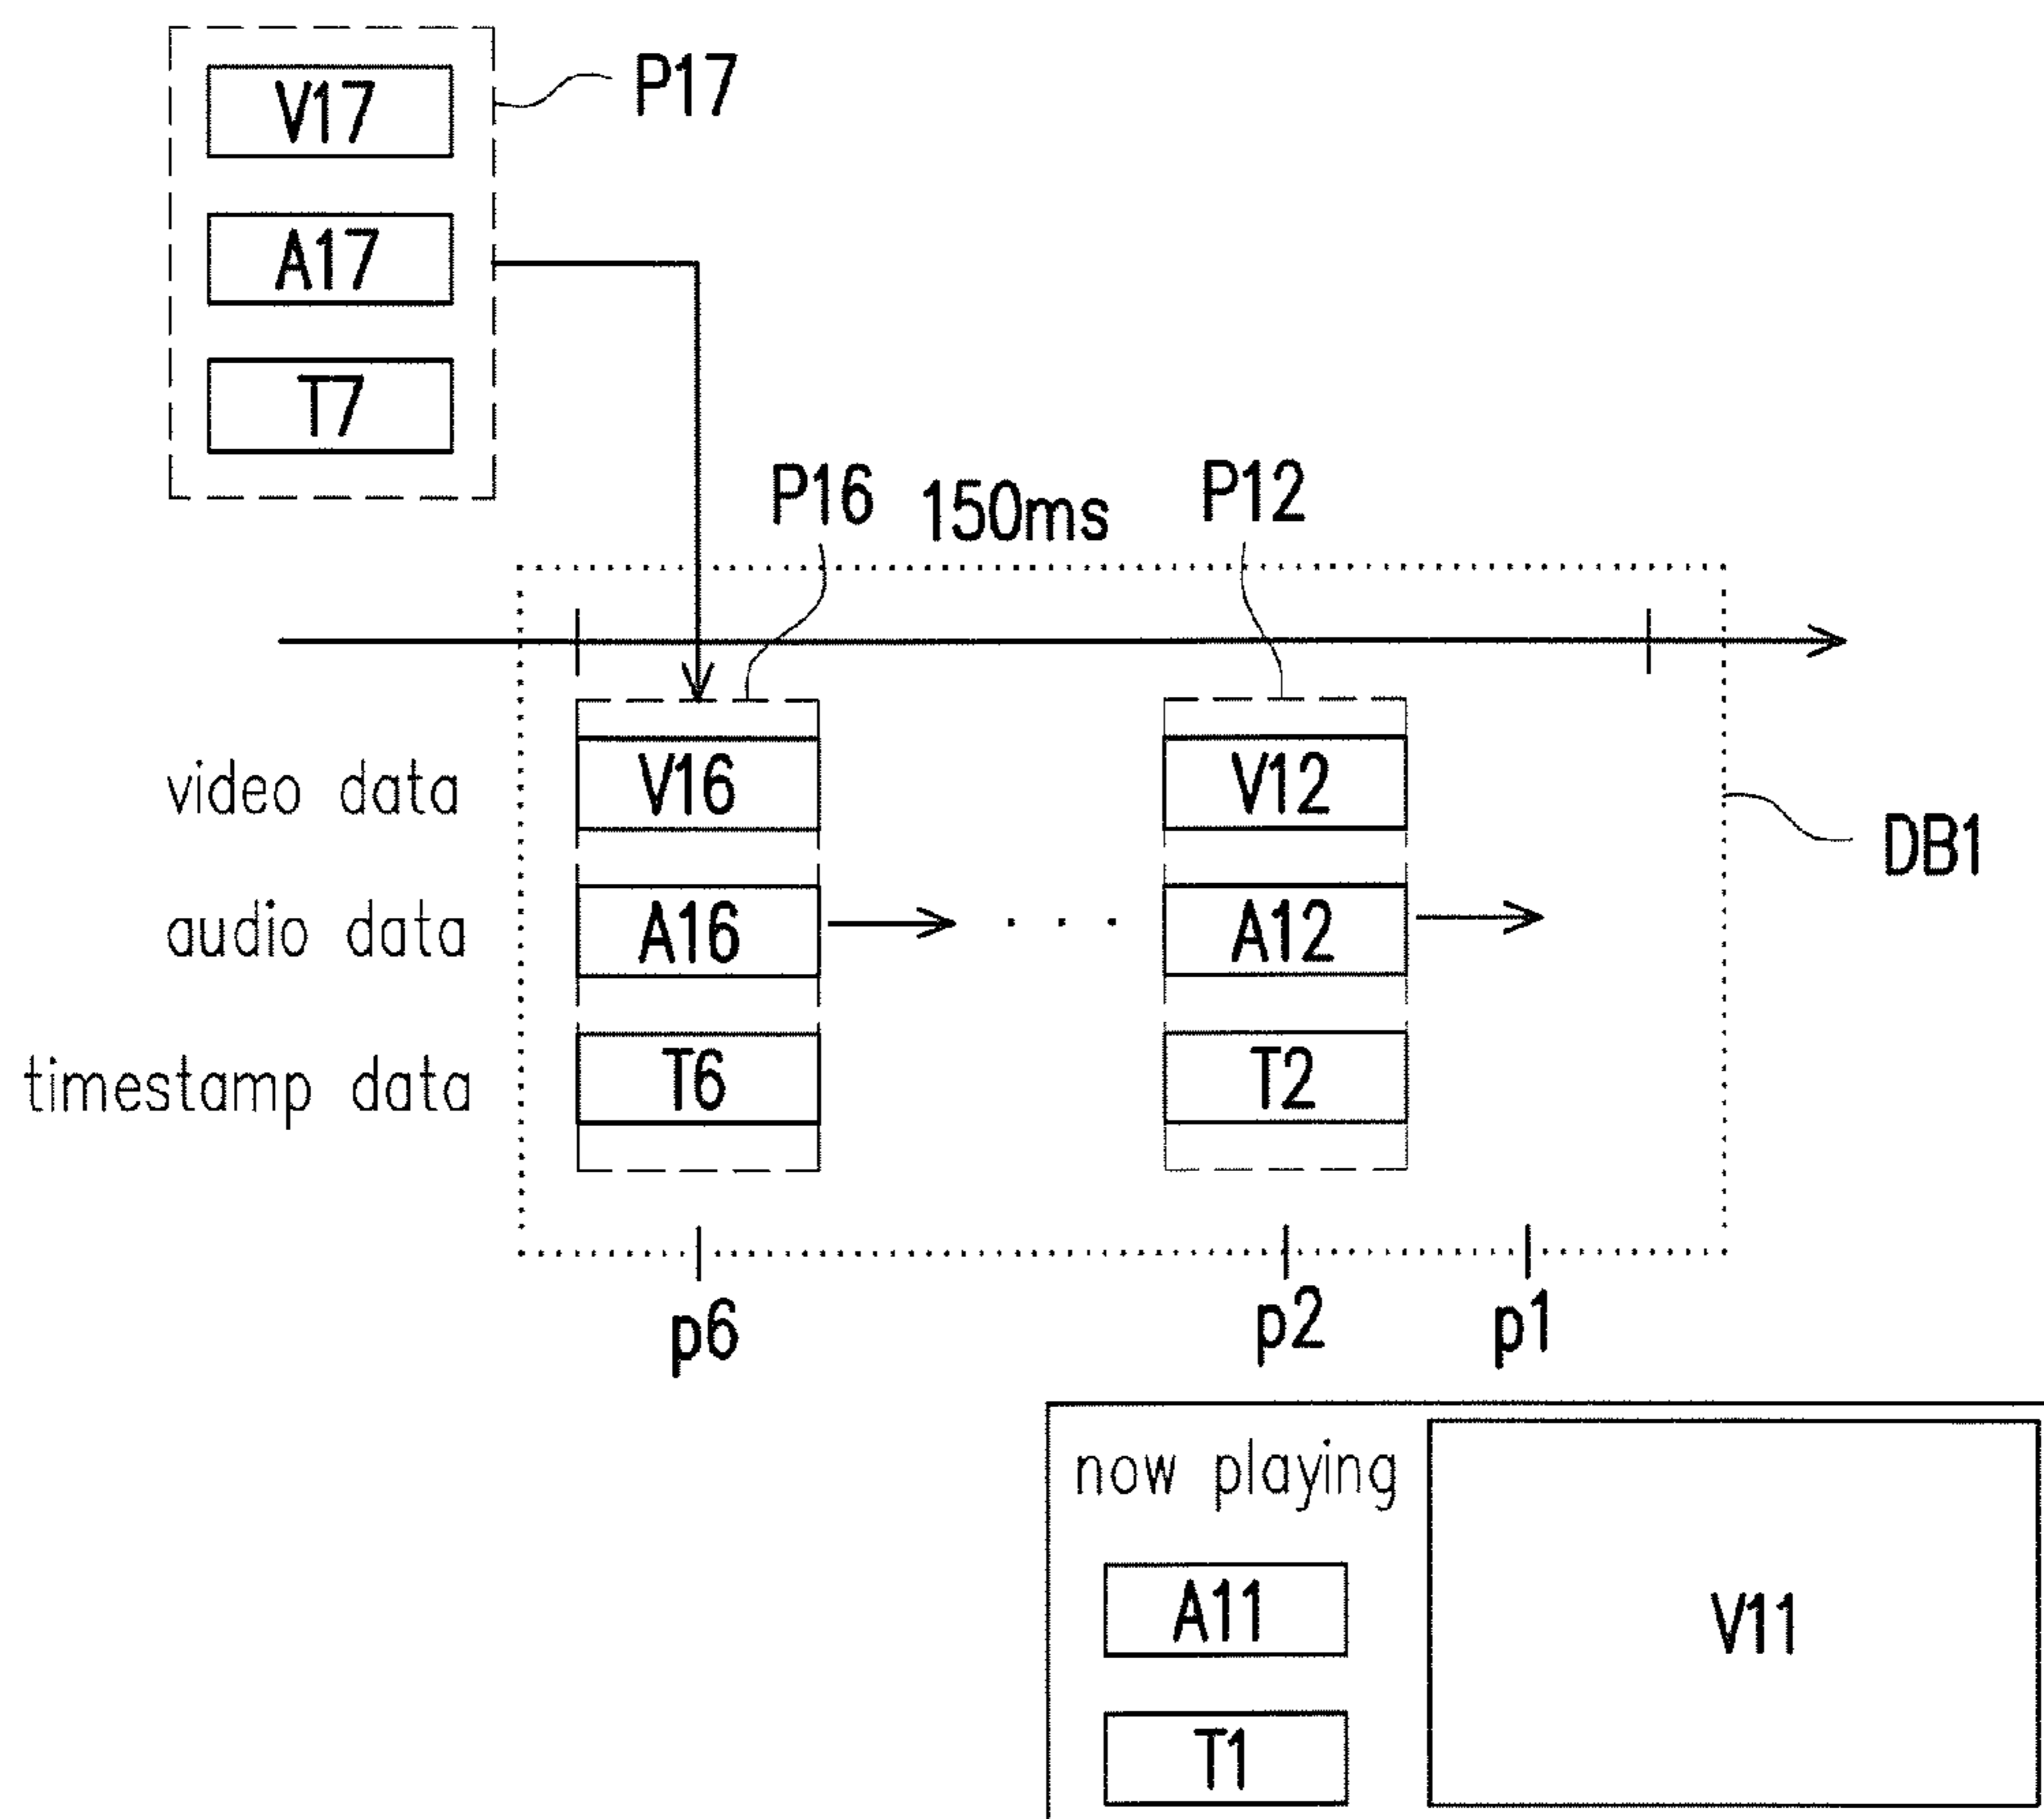 V17
P17
A17
T7
P16 150ms P12
video data V16 V12
DB1
audio data A16 · · · A12
timestamp data T6 T2
p6 p2 p1
now playing
A11
V11
T1